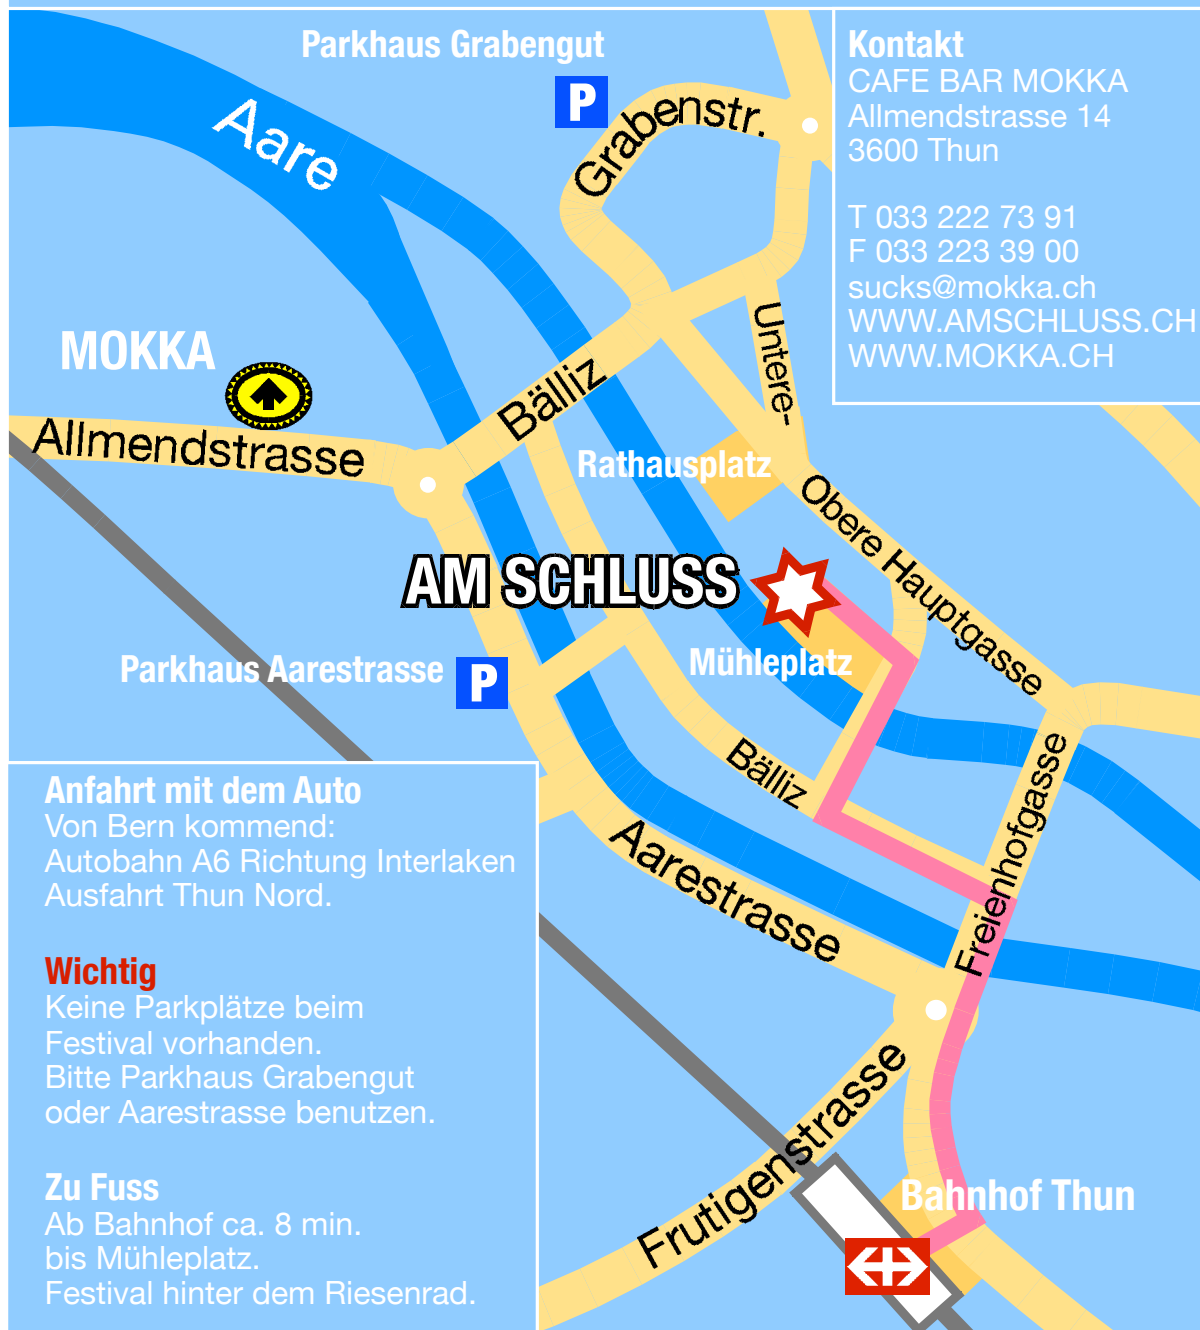 Parkhaus Grabengut
P
Kontakt
CAFE BAR MOKKA
Allmendstrasse 14
3600 Thun
T 033 222 73 91
F 033 223 39 00
sucks@mokka.ch
WWW.AMSCHLUSS.CH
WWW.MOKKA.CH
Aare
Grabenstr.
Untere-
MOKKA
Allmendstrasse
Bälliz
Rathausplatz
Obere Hauptgasse
AM SCHLUSS
Mühleplatz
Parkhaus Aarestrasse
P
Bälliz
Freienhofgasse
Aarestrasse
Frutigenstrasse
Bahnhof Thun
Anfahrt mit dem Auto
Von Bern kommend:
Autobahn A6 Richtung Interlaken
Ausfahrt Thun Nord.
Wichtig
Keine Parkplätze beim
Festival vorhanden.
Bitte Parkhaus Grabengut
oder Aarestrasse benutzen.
Zu Fuss
Ab Bahnhof ca. 8 min.
bis Mühleplatz.
Festival hinter dem Riesenrad.